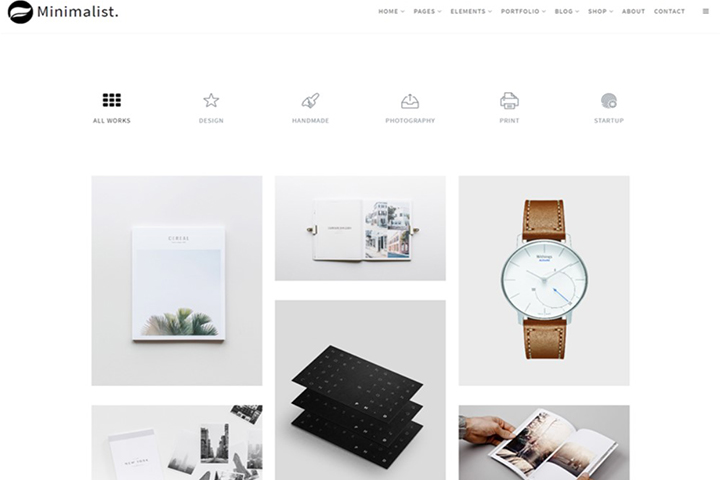 Minimalist.
HOME PAGES ELEMENTS PORTFOLIO BLOG SHOP ABOUT CONTACT
ALL WORKS DESIGN HANDMADE PHOTOGRAPHY PRINT STARTUP
NEW YORK